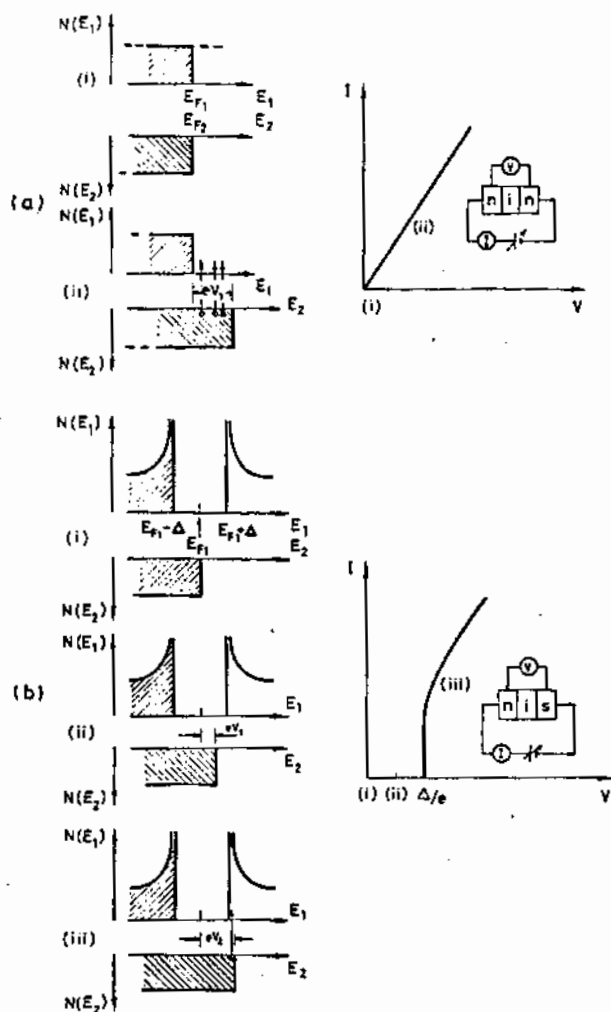 (a)
N(E₁)
(i)
E_F₁ E₁
E_F₂ E₂
N(E₂)
N(E₁)
(ii)
eV₁
E₁
E₂
N(E₂)
I
(ii)
V
n i n
I
(i) V
(b)
N(E₁)
E_F₁-Δ E_F₁+Δ E₁
(i) E_F₁ E₂
N(E₂)
N(E₁)
E₁
(ii) eV₁
E₂
N(E₂)
N(E₁)
E₁
(iii) eV₂
E₂
N(E₂)
I
(iii)
V
n i s
I
(i) (ii) Δ/e V